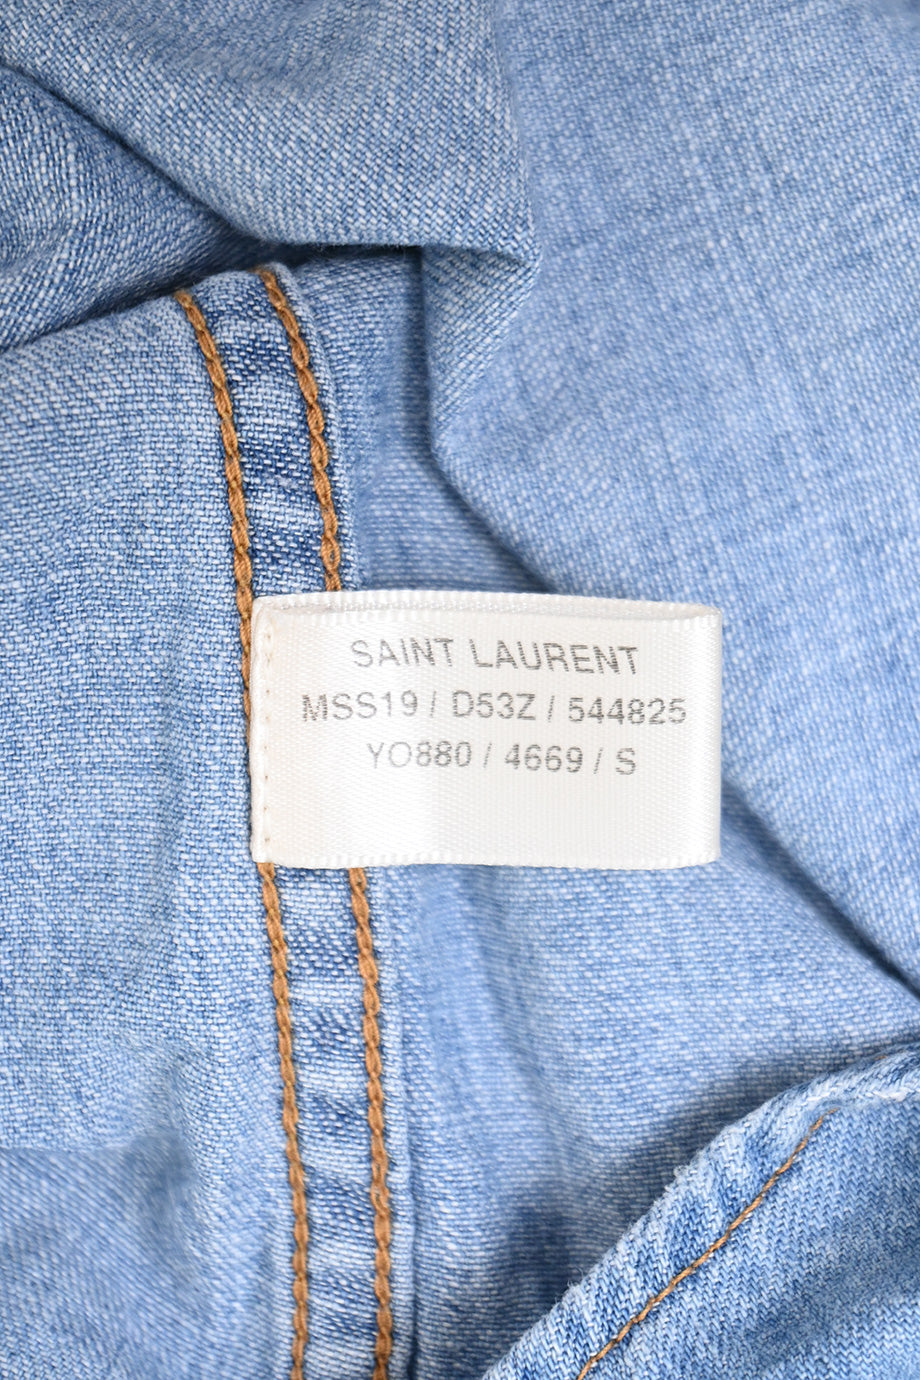 SAINT LAURENT
MSS19 / D53Z / 544825
YO880 / 4669 / S